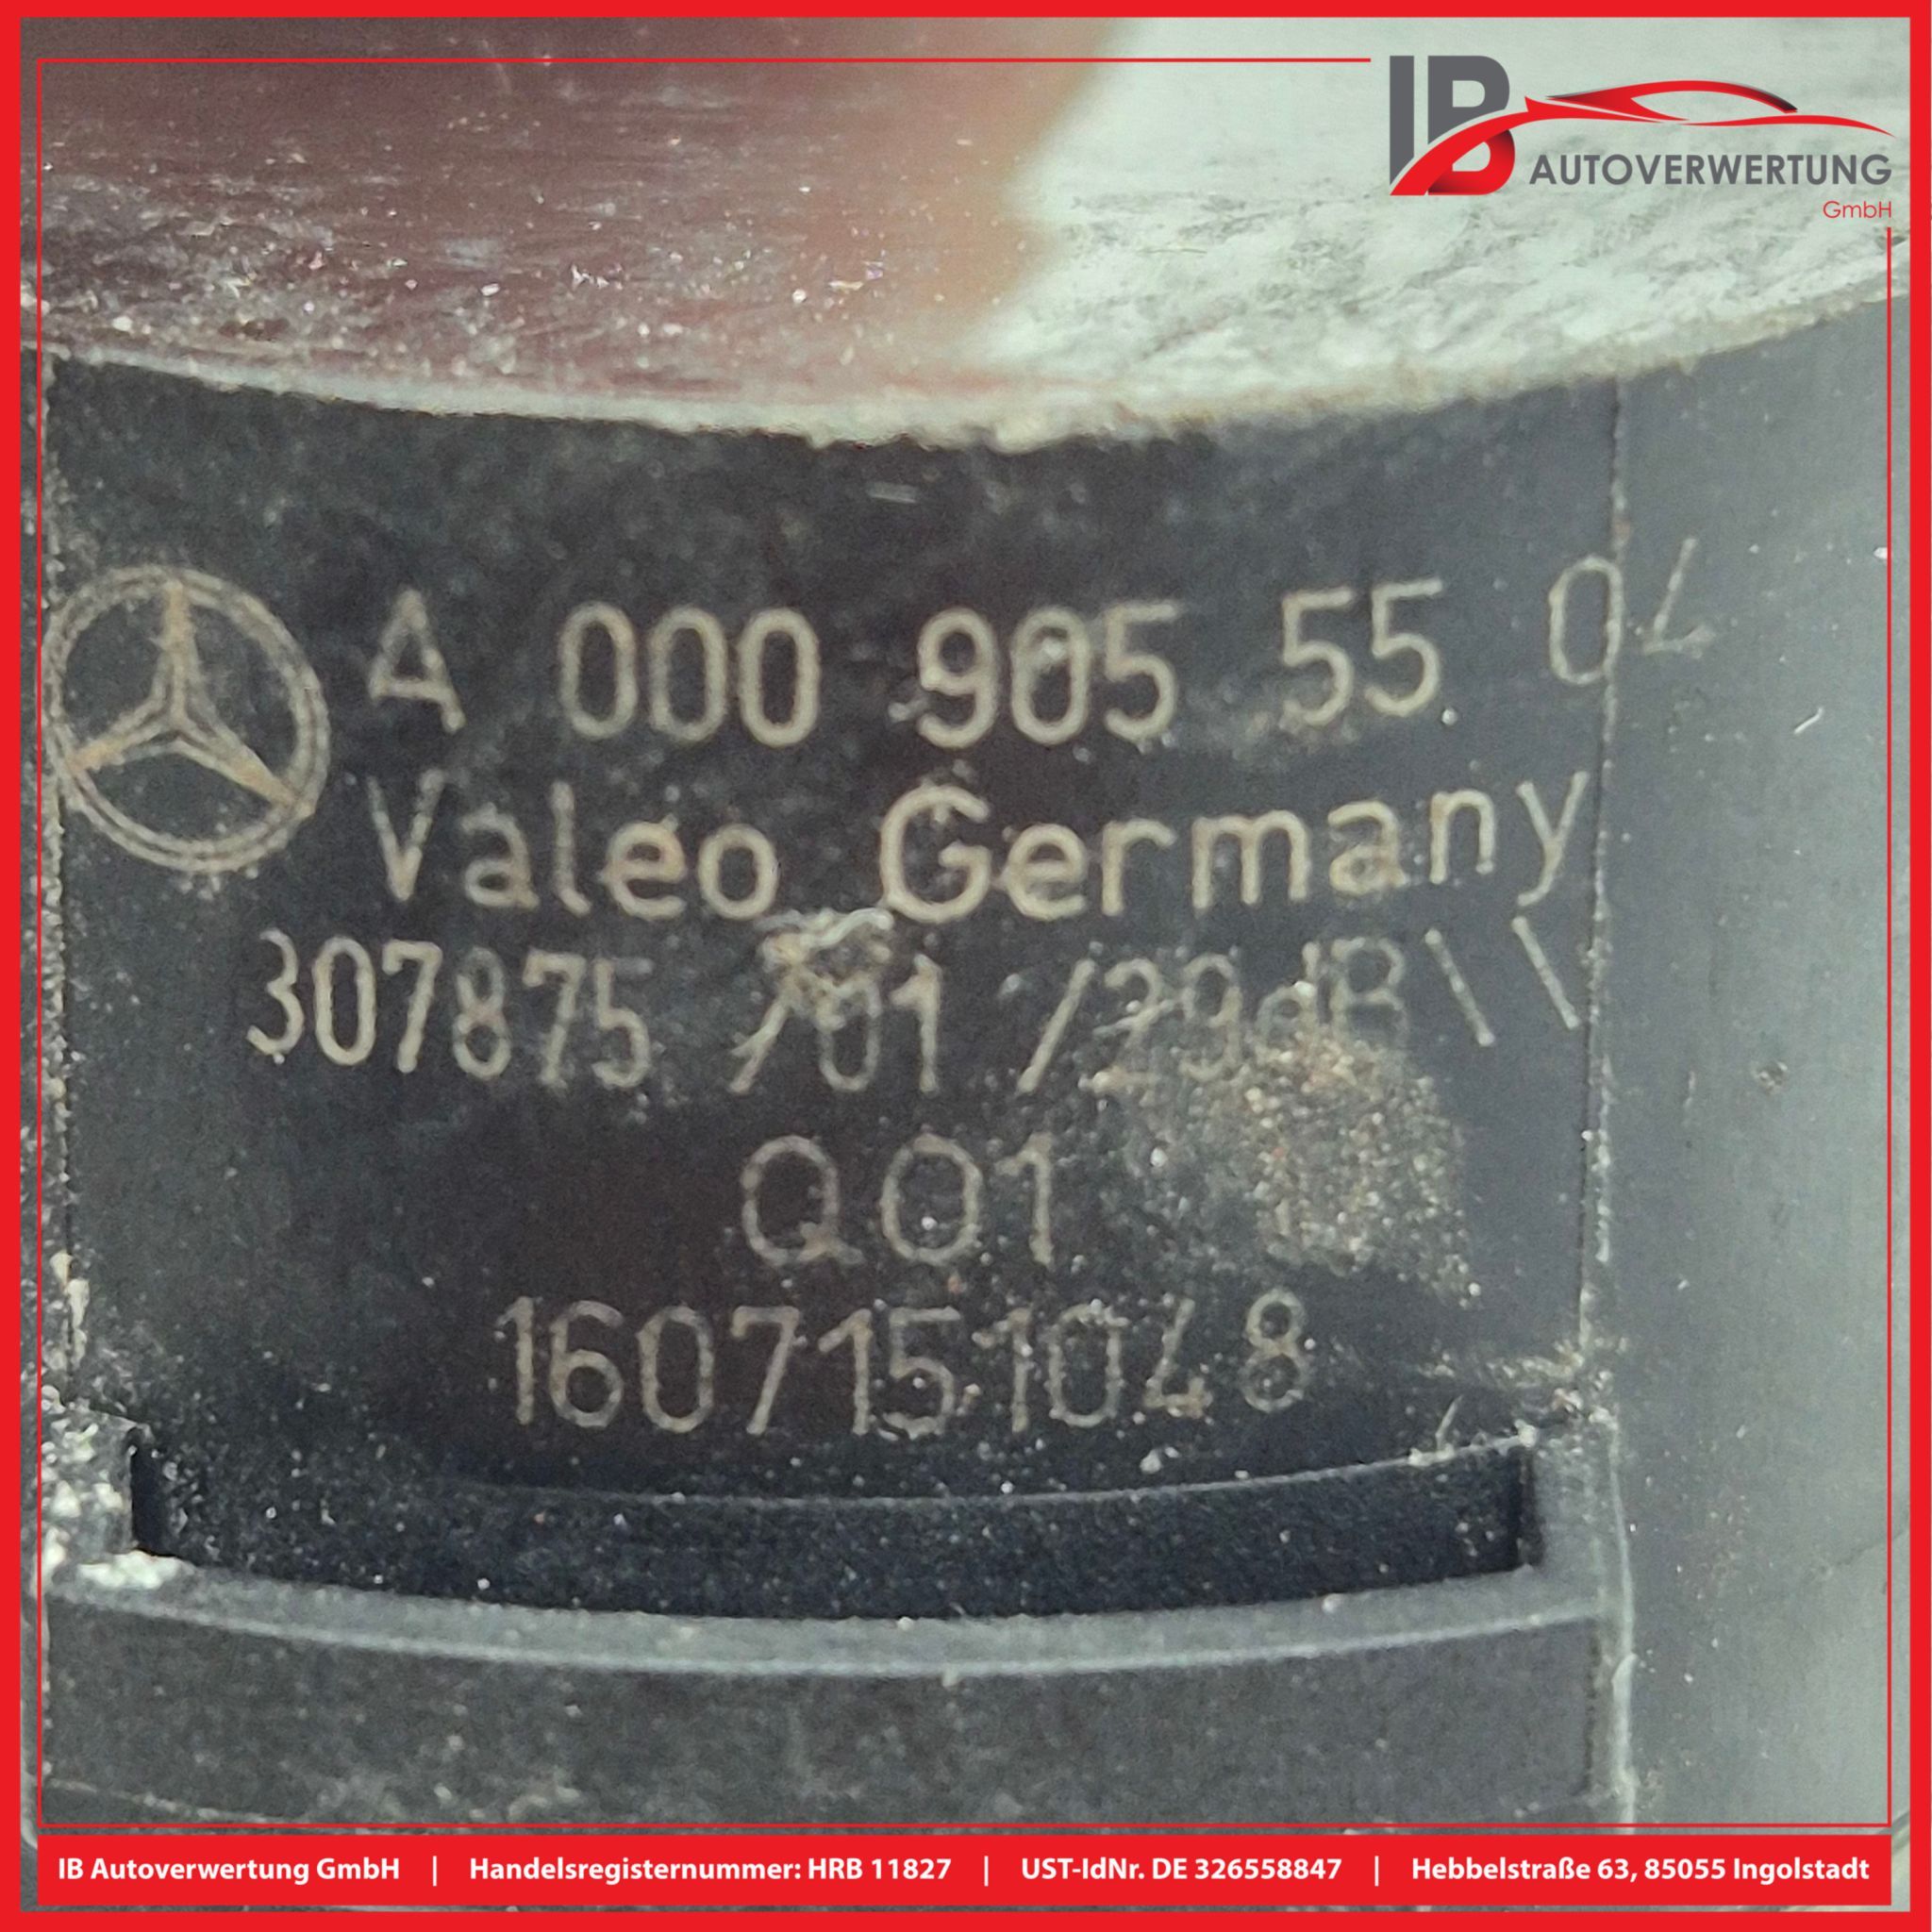 IB
AUTOVERWERTUNG
GmbH
A 000 905 55 04
Valeo Germany
307875 /01 /29dB\ \
Q01
1607151048
IB Autoverwertung GmbH | Handelsregisternummer: HRB 11827 | UST-IdNr. DE 326558847 | Hebbelstraße 63, 85055 Ingolstadt